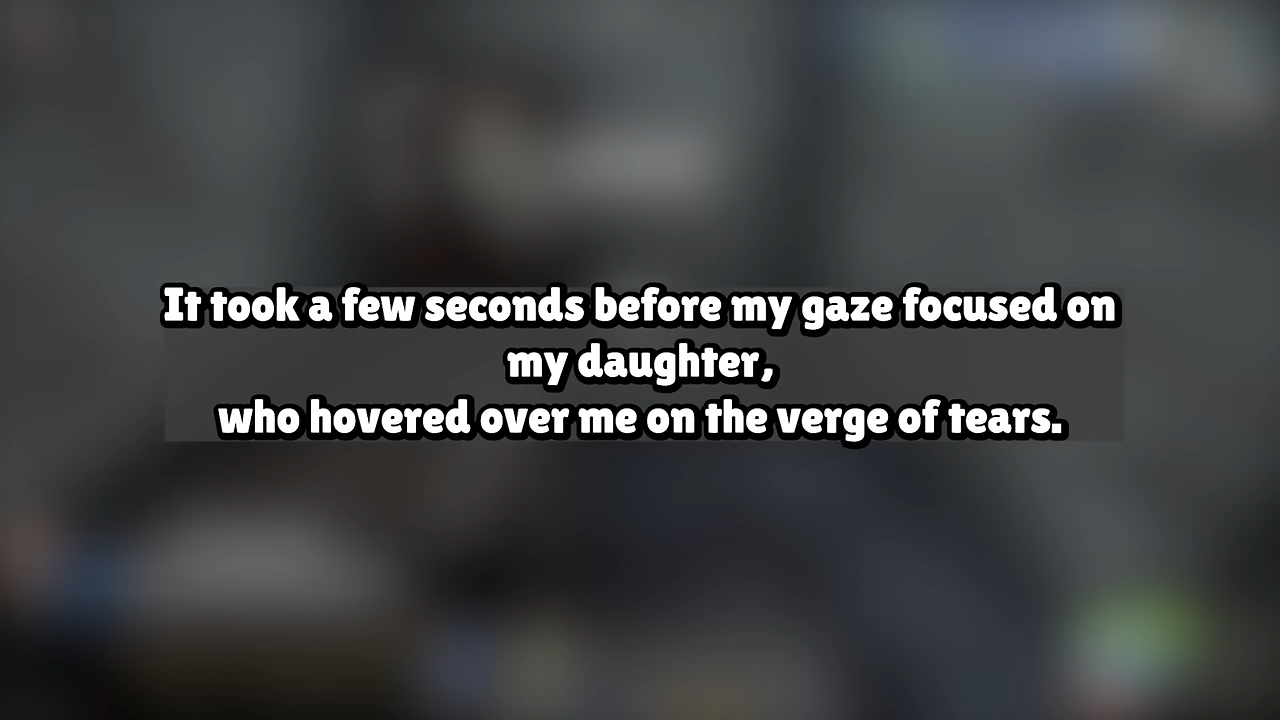 It took a few seconds before my gaze focused on
my daughter,
who hovered over me on the verge of tears.